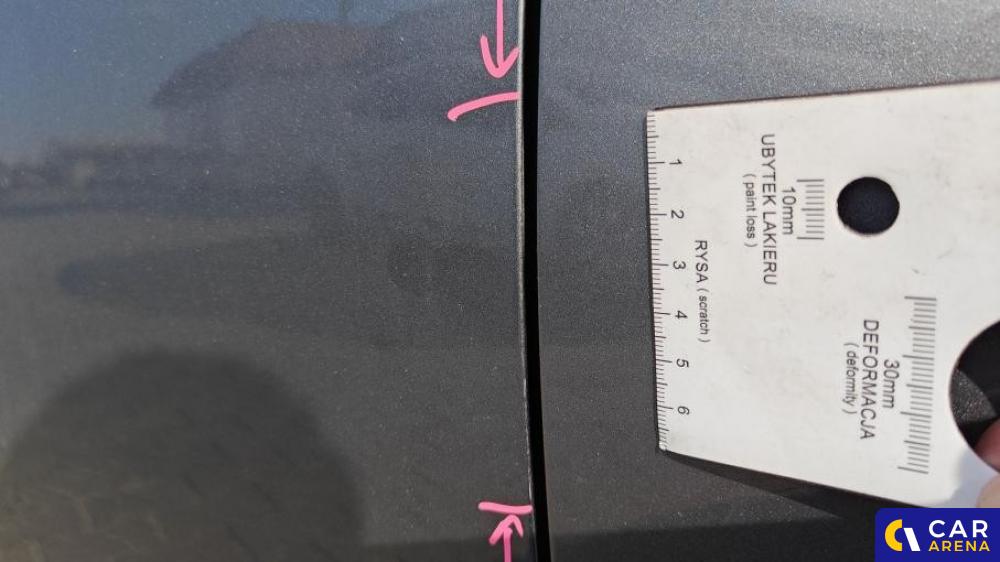 1
2
3
4
5
6
RYSA ( scratch )
10mm
UBYTEK LAKIERU
( paint loss )
30mm
DEFORMACJA
( deformity )
CAR
ARENA